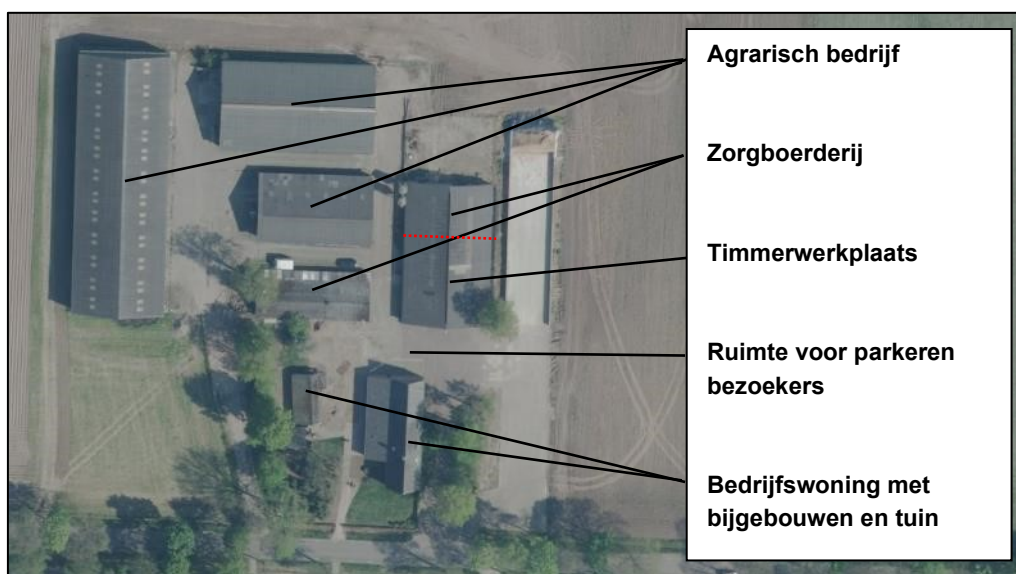 Agrarisch bedrijf
Zorgboerderij
Timmerwerkplaats
Ruimte voor parkeren
bezoekers
Bedrijfswoning met
bijgebouwen en tuin